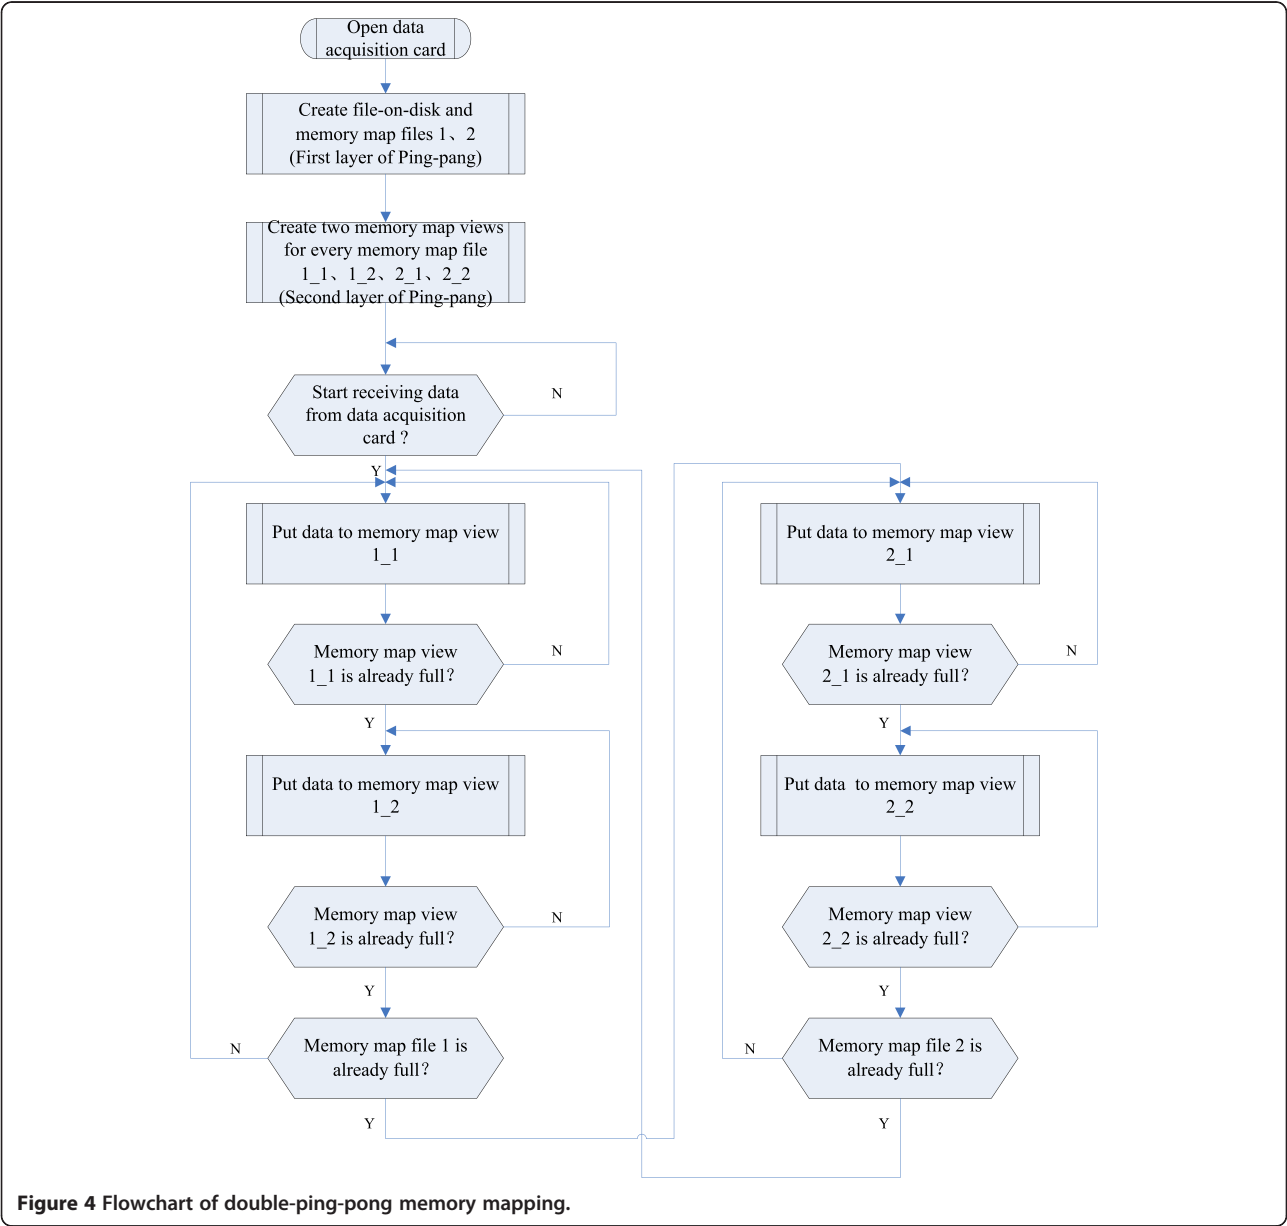 Open data
acquisition card
Create file-on-disk and
memory map files 1、2
(First layer of Ping-pang)
Create two memory map views
for every memory map file
1_1、1_2、2_1、2_2
(Second layer of Ping-pang)
Start receiving data
from data acquisition
card ?
N
Y
Put data to memory map view
1_1
Memory map view
1_1 is already full?
N
Y
Put data to memory map view
1_2
Memory map view
1_2 is already full?
N
Y
Memory map file 1 is
already full?
N
Y
Put data to memory map view
2_1
Memory map view
2_1 is already full?
N
Y
Put data  to memory map view
2_2
Memory map view
2_2 is already full?
Y
Memory map file 2 is
already full?
N
Y
Figure 4 Flowchart of double-ping-pong memory mapping.